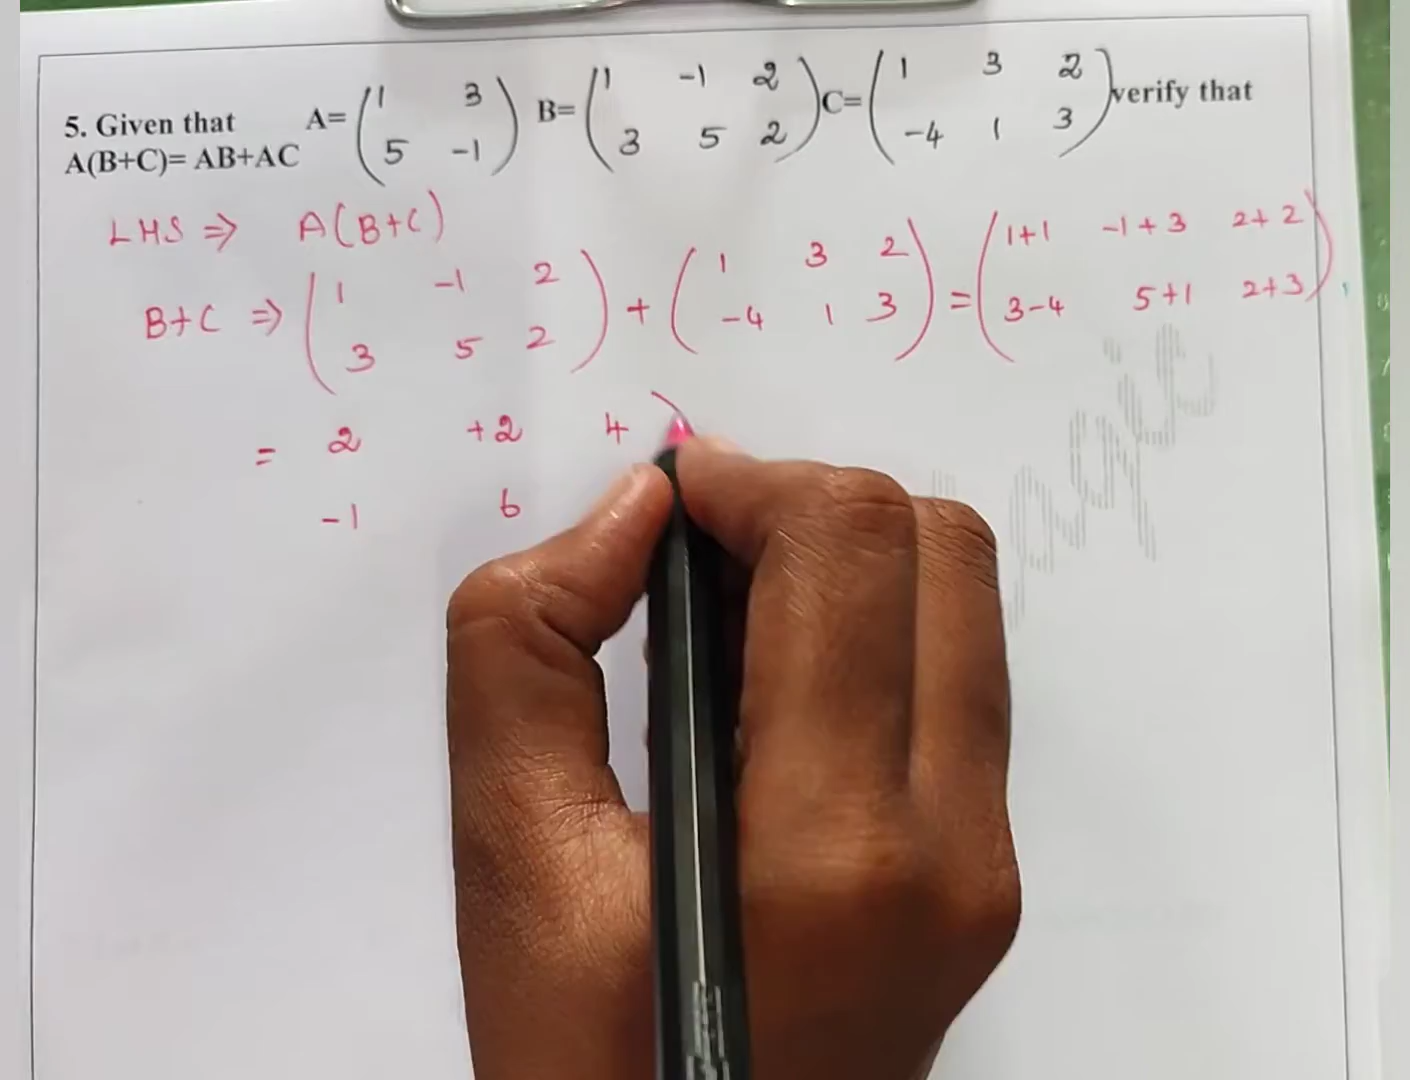 5. Given that A= ( 1 3 ) B= ( 1 -1 2 ) C= ( 1 3 2 ) verify that
( 5 -1 ) ( 3 5 2 ) ( -4 1 3 )
A(B+C)= AB+AC
LHS ⇒ A(B+C)
B+C ⇒ ( 1 -1 2 ) + ( 1 3 2 ) = ( 1+1 -1+3 2+2 )
( 3 5 2 ) ( -4 1 3 ) ( 3-4 5+1 2+3 ),
= 2 +2 4 )
-1 6